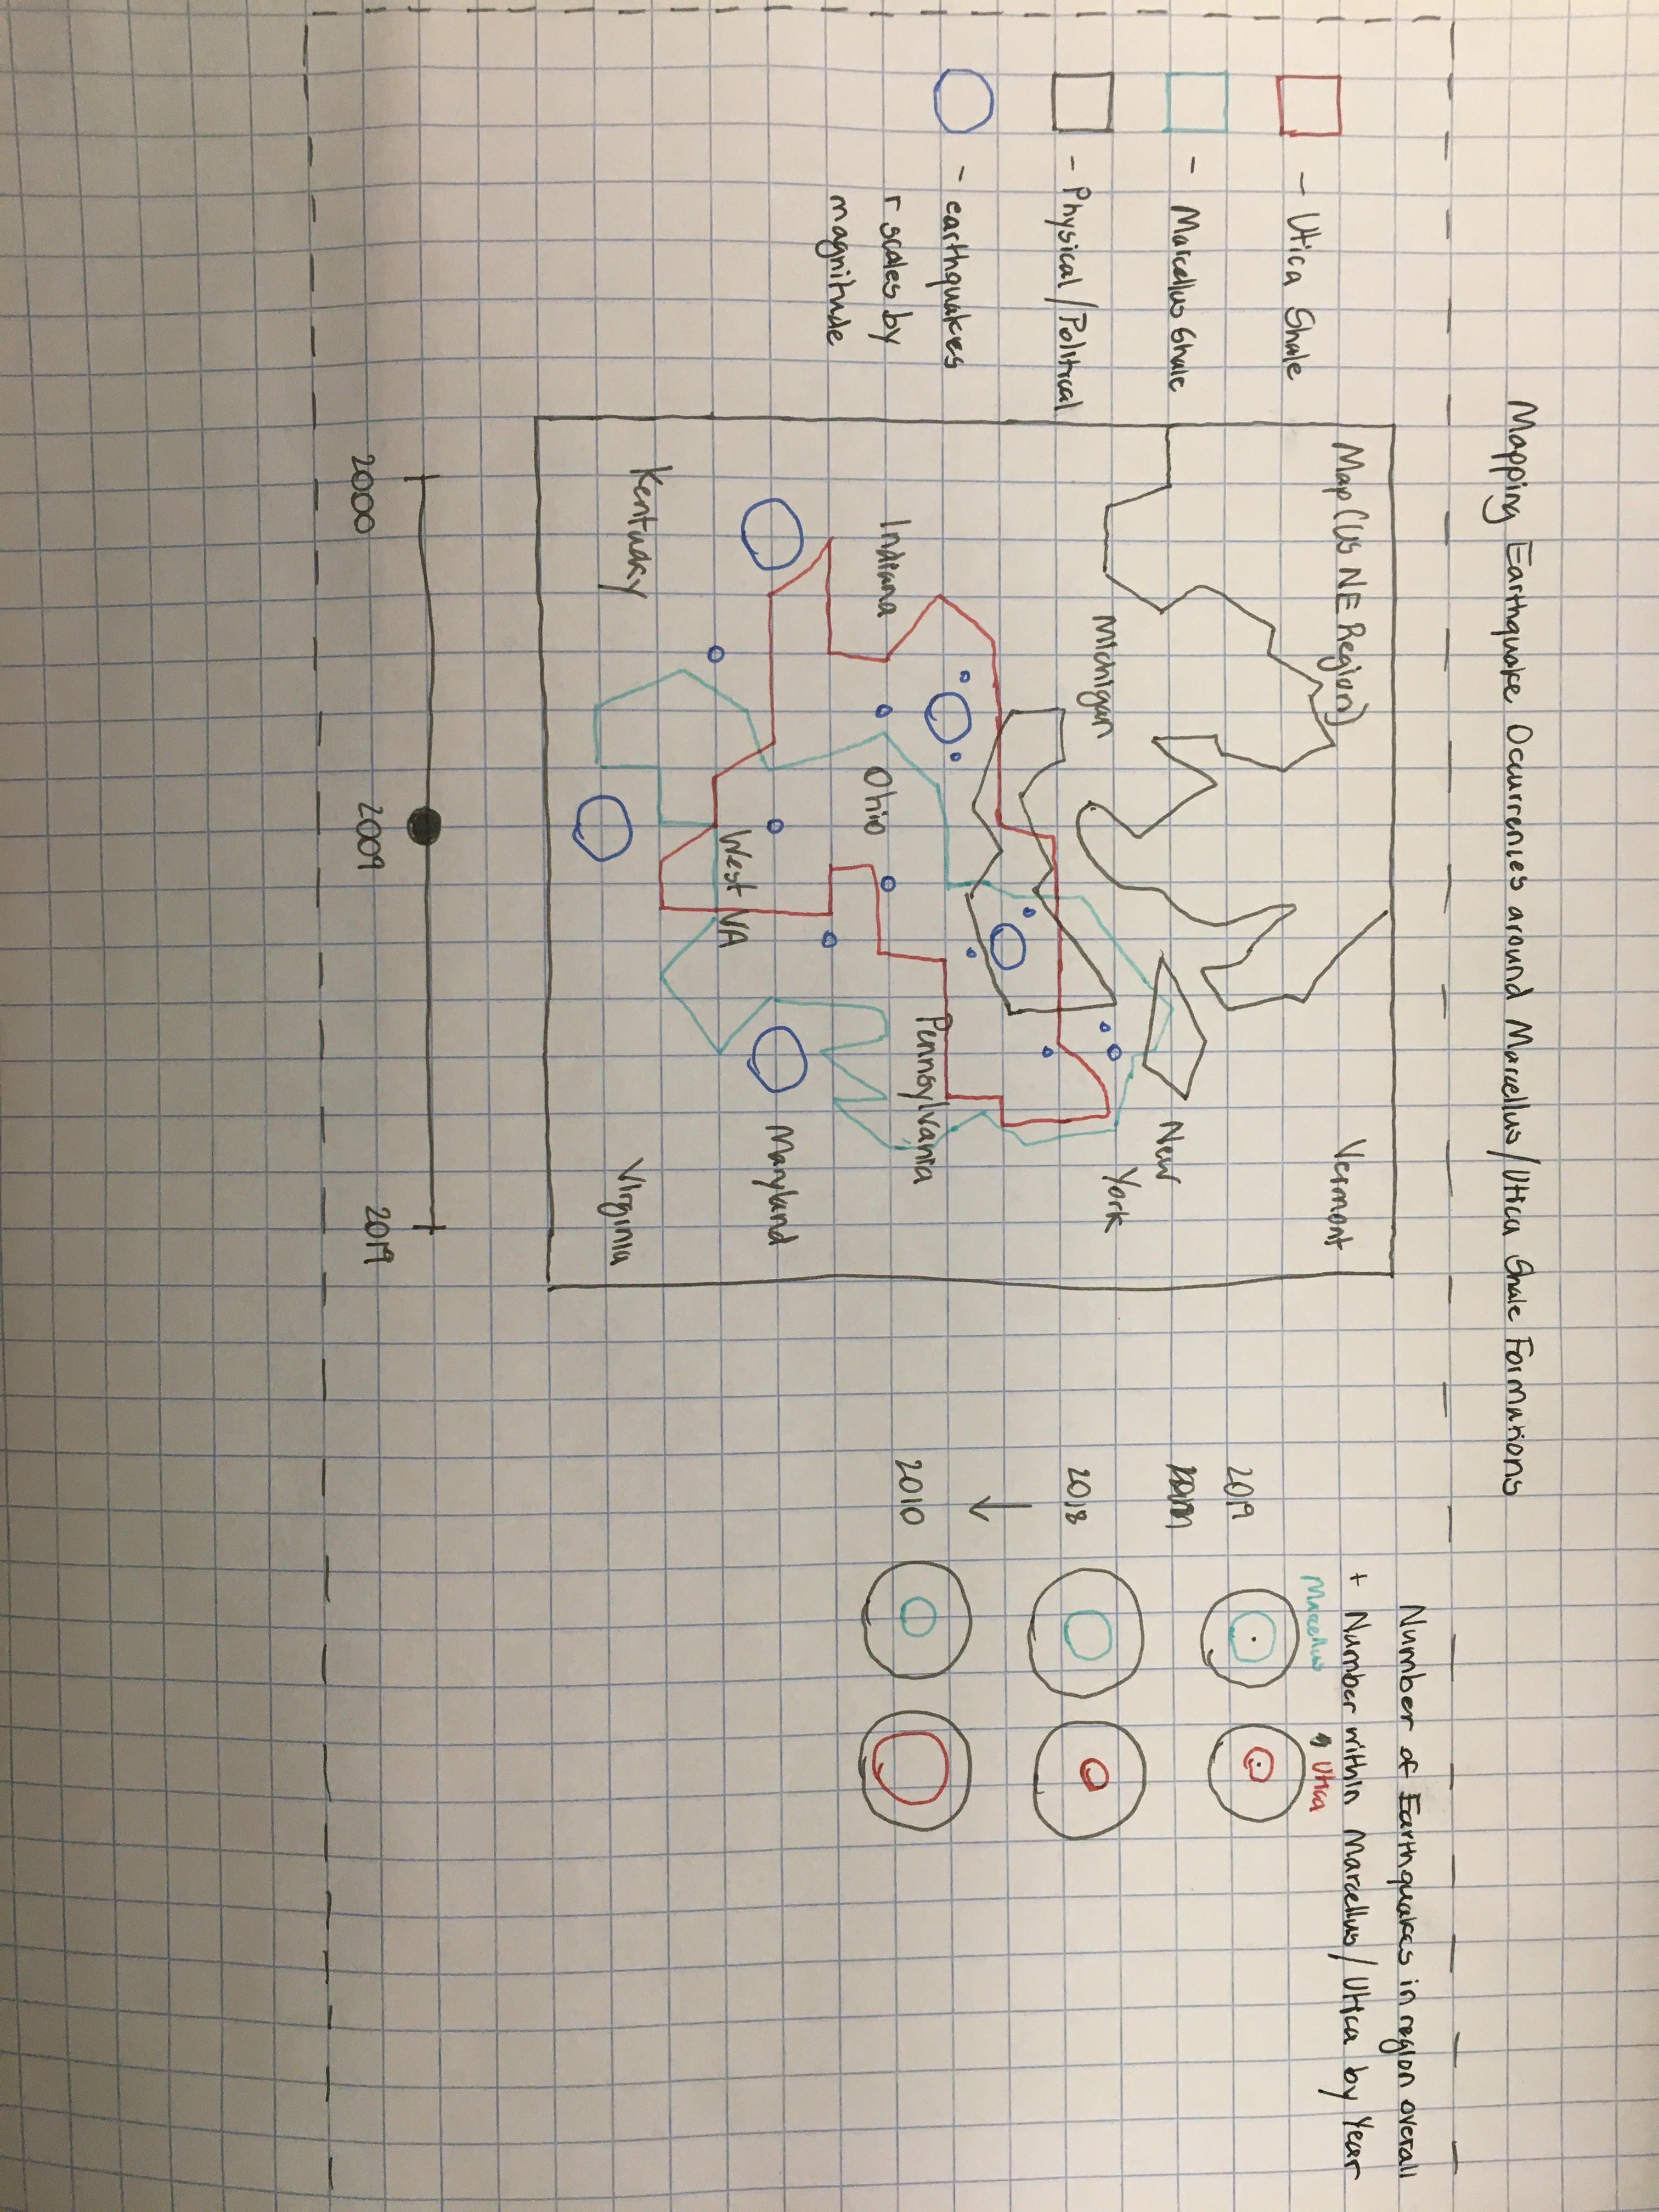 Mapping Earthquake Occurrences around Marcellus/Utica Shale Formations
- Utica Shale
- Marcellus Shale
- Physical/Political
- earthquakes
r scales by
magnitude
Map (US NE Region)
Vermont
Michigan
New
York
Indiana
Ohio
Pennsylvania
West VA
Maryland
Kentucky
Virginia
2000
2009
2019
Number of Earthquakes in region overall
+ Number within Marcellus/Utica by Year
Marcellus
Utica
2019
2018
2010